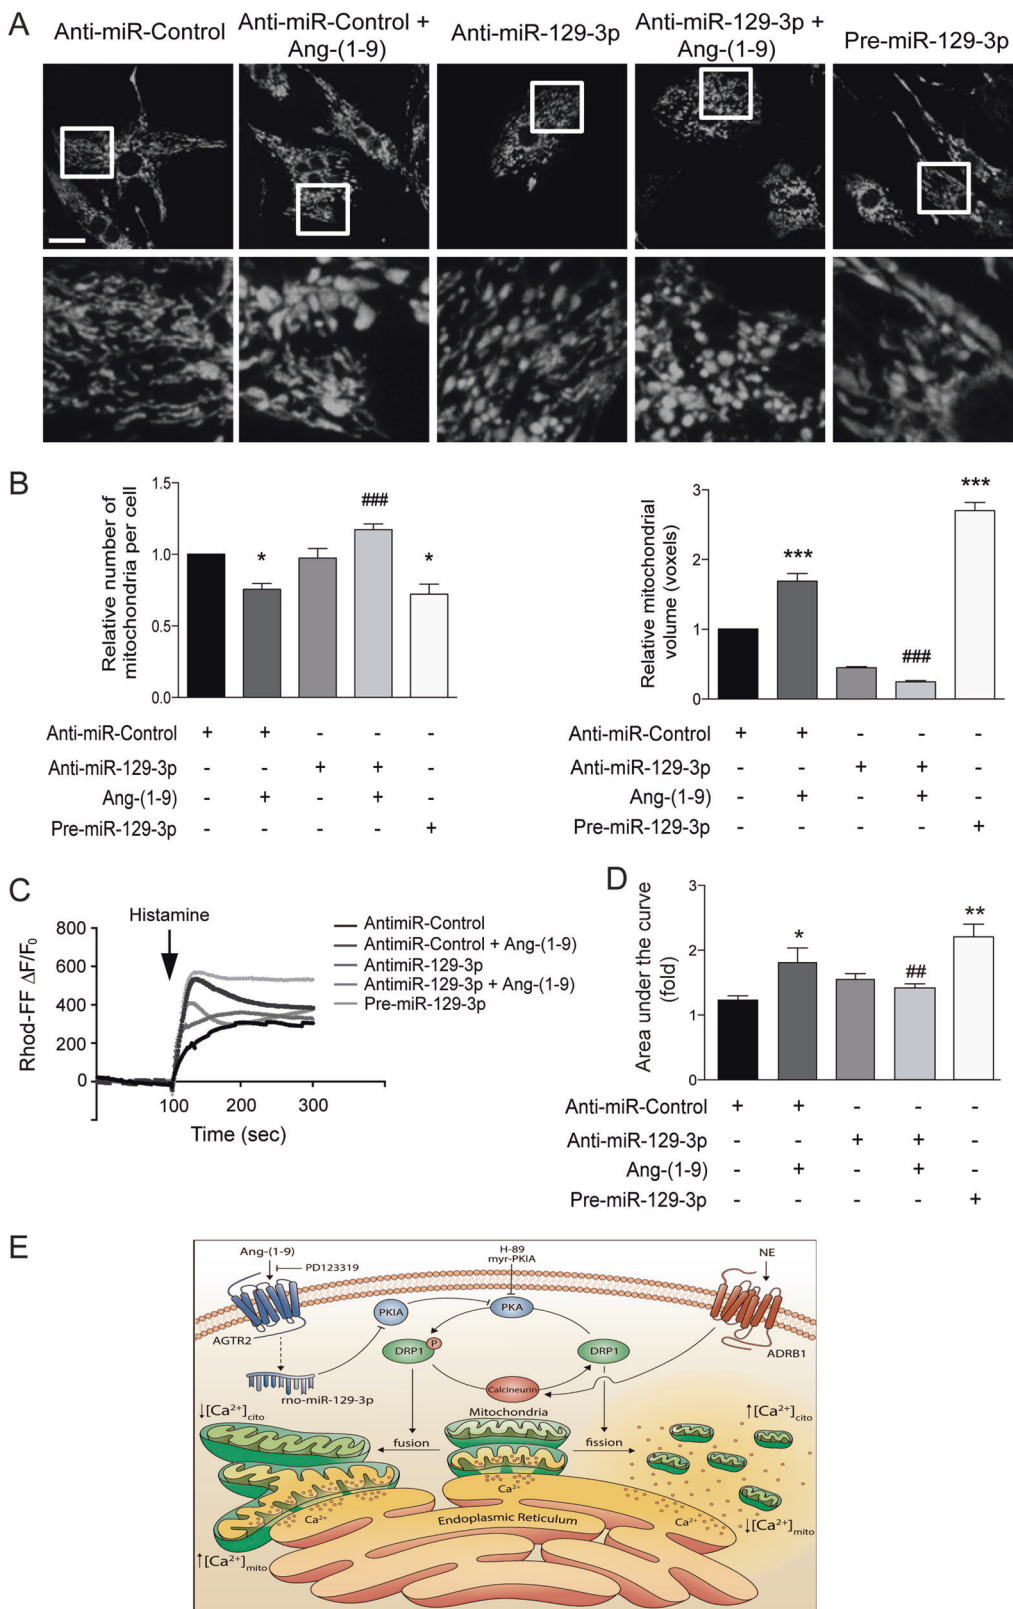 A
Anti-miR-Control
Anti-miR-Control +
Ang-(1-9)
Anti-miR-129-3p
Anti-miR-129-3p +
Ang-(1-9)
Pre-miR-129-3p
B
Relative number of
mitochondria per cell
1.5
1.0
0.5
0.0
*
###
*
Anti-miR-Control + + - - -
Anti-miR-129-3p - - + + -
Ang-(1-9) - + - + -
Pre-miR-129-3p - - - - +
Relative mitochondrial
volume (voxels)
3
2
1
0
***
###
***
Anti-miR-Control + + - - -
Anti-miR-129-3p - - + + -
Ang-(1-9) - + - + -
Pre-miR-129-3p - - - - +
C
Histamine
Rhod-FF ΔF/F₀
800
600
400
200
0
100 200 300
Time (sec)
AntimiR-Control
AntimiR-Control + Ang-(1-9)
AntimiR-129-3p
AntimiR-129-3p + Ang-(1-9)
Pre-miR-129-3p
D
Area under the curve
(fold)
3
2
1
0
*
##
**
Anti-miR-Control + + - - -
Anti-miR-129-3p - - + + -
Ang-(1-9) - + - + -
Pre-miR-129-3p - - - - +
E
Ang-(1-9)
PD123319
AGTR2
rno-miR-129-3p
PKIA
H-89
myr-PKIA
PKA
NE
ADRB1
DRP1
P
DRP1
Calcineurin
Mitochondria
fusion
fission
↓[Ca²⁺]cito
↑[Ca²⁺]cito
Ca²⁺
Ca²⁺
Ca²⁺
Endoplasmic Reticulum
↑[Ca²⁺]mito
↓[Ca²⁺]mito